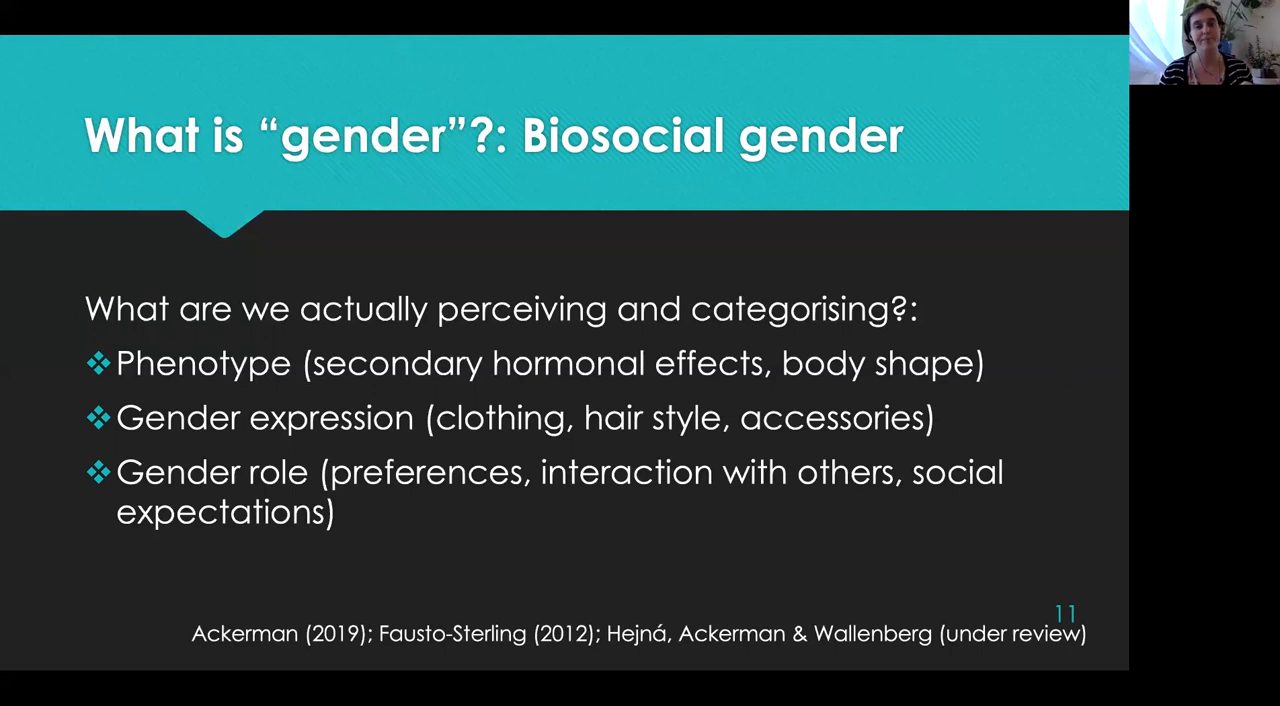 What is “gender”?: Biosocial gender
What are we actually perceiving and categorising?:
❖Phenotype (secondary hormonal effects, body shape)
❖Gender expression (clothing, hair style, accessories)
❖Gender role (preferences, interaction with others, social
expectations)
11
Ackerman (2019); Fausto-Sterling (2012); Hejná, Ackerman & Wallenberg (under review)